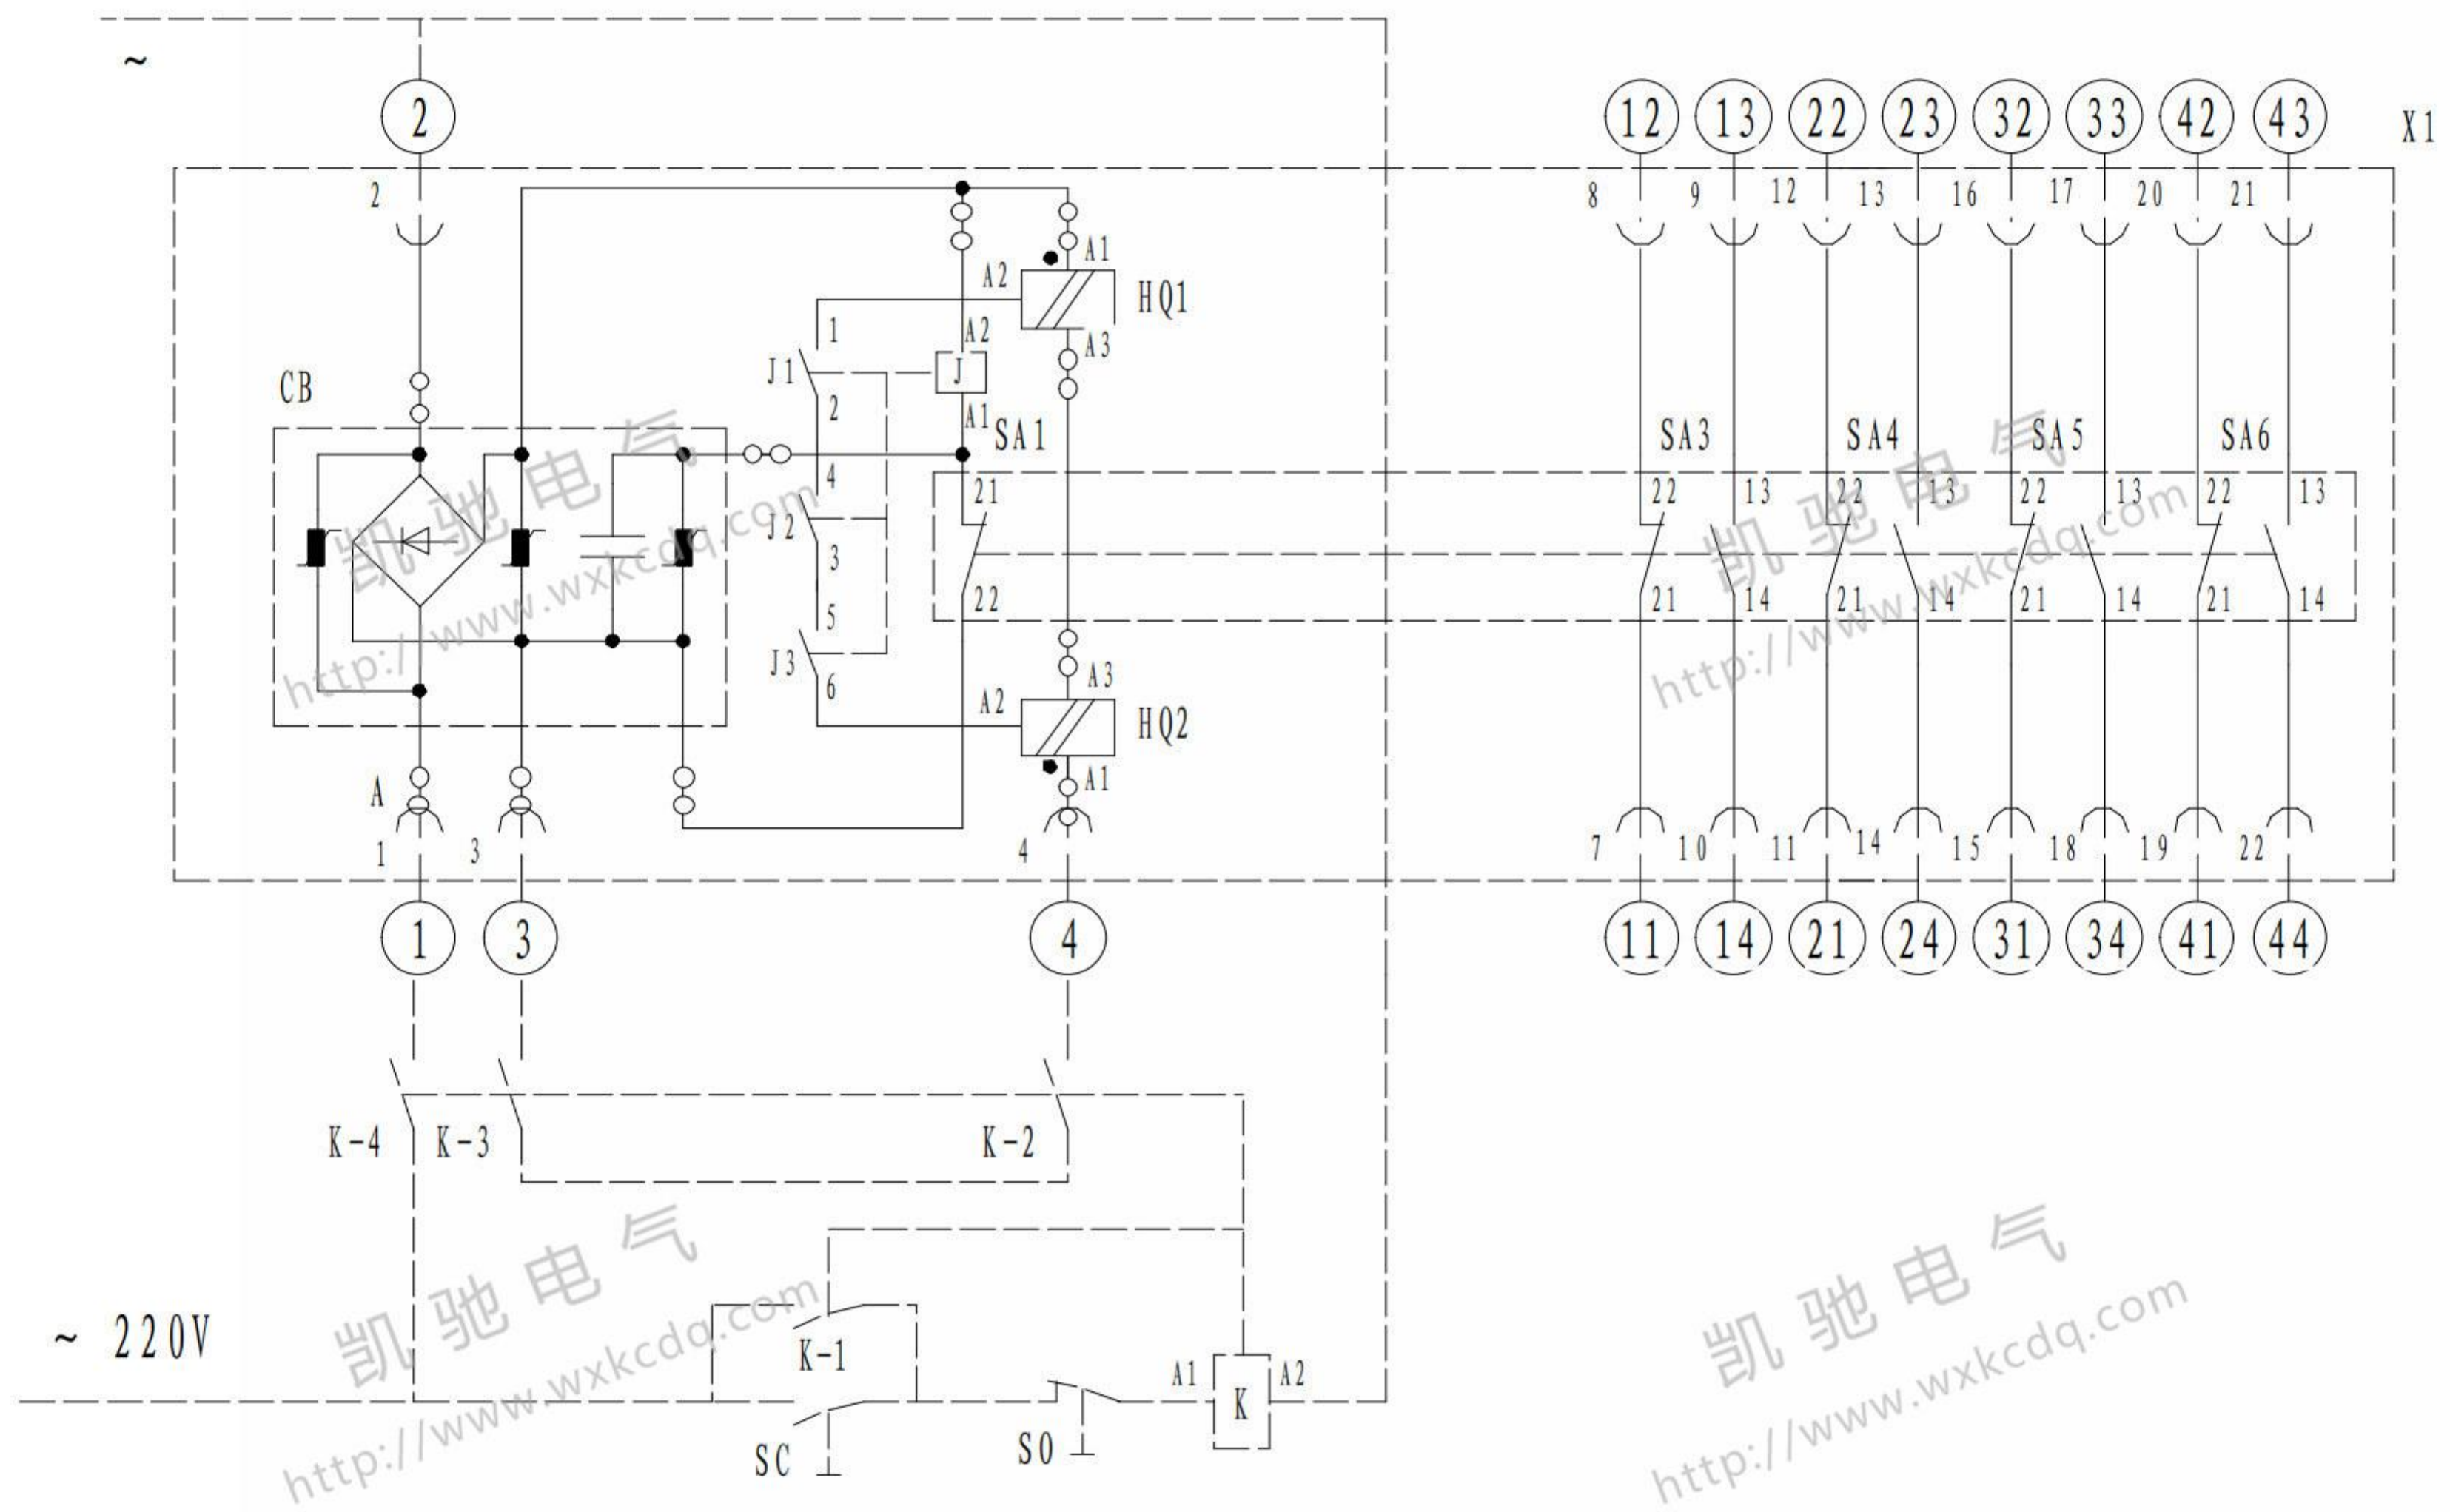 ~
2
12 13 22 23 32 33 42 43
X1
2
8 9 12 13 16 17 20 21
A1
A2
HQ1
1
A2
A3
J1
J
CB
2
A1
SA1
SA3 SA4 SA5 SA6
4
21
22 13 22 13 22 13 22 13
J2
3
22
21 14 21 14 21 14 21 14
5
J3
6
A3
A2
HQ2
A
A1
1 3 4
7 10 11 14 15 18 19 22
1 3 4
11 14 21 24 31 34 41 44
K-4 K-3 K-2
~ 220V
K-1
A1 A2
K
SC
SO
凯驰电气
http://www.wxkcdq.com
凯驰电气
http://www.wxkcdq.com
凯驰电气
http://www.wxkcdq.com
凯驰电气
http://www.wxkcdq.com